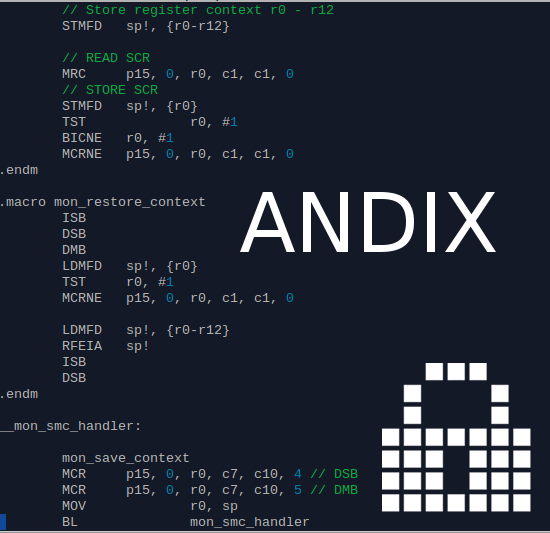 // Store register context r0 - r12
STMFD sp!, {r0-r12}
// READ SCR
MRC p15, 0, r0, c1, c1, 0
// STORE SCR
STMFD sp!, {r0}
TST r0, #1
BICNE r0, #1
MCRNE p15, 0, r0, c1, c1, 0
.endm
.macro mon_restore_context
ISB
DSB
DMB
LDMFD sp!, {r0}
TST r0, #1
MCRNE p15, 0, r0, c1, c1, 0
LDMFD sp!, {r0-r12}
RFEIA sp!
ISB
DSB
.endm
__mon_smc_handler:
mon_save_context
MCR p15, 0, r0, c7, c10, 4 // DSB
MCR p15, 0, r0, c7, c10, 5 // DMB
MOV r0, sp
BL mon_smc_handler
ANDIX